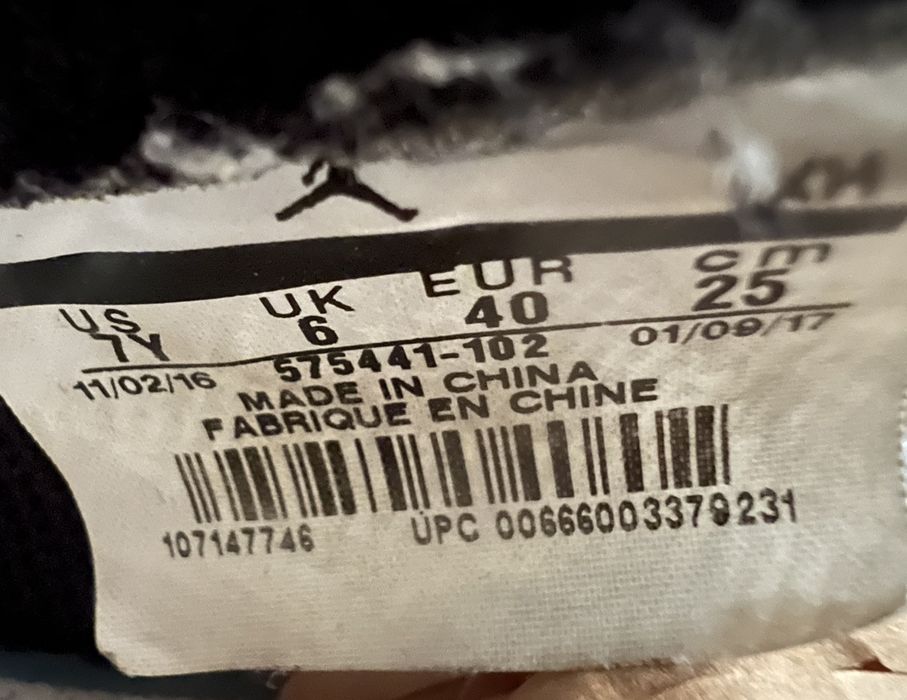 XH
US UK EUR cm
7Y 6 40 25
11/02/16 575441-102 01/09/17
MADE IN CHINA
FABRIQUE EN CHINE
107147746 UPC 00666003379231